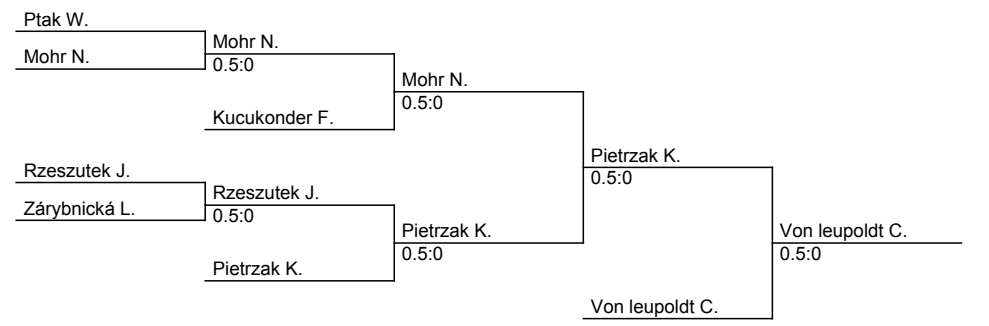 Ptak W.
Mohr N.
Mohr N.
0.5:0
Mohr N.
0.5:0
Kucukonder F.
Pietrzak K.
0.5:0
Rzeszutek J.
Rzeszutek J.
0.5:0
Zárybnická L.
Pietrzak K.
0.5:0
Von leupoldt C.
0.5:0
Pietrzak K.
Von leupoldt C.